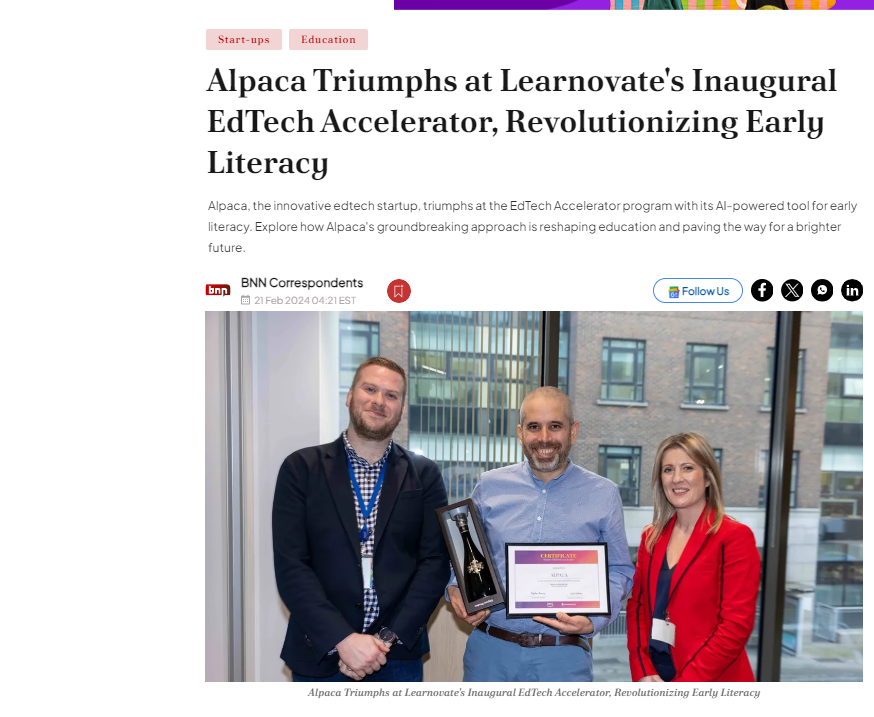 Start-ups Education
Alpaca Triumphs at Learnovate's Inaugural
EdTech Accelerator, Revolutionizing Early
Literacy
Alpaca, the innovative edtech startup, triumphs at the EdTech Accelerator program with its AI-powered tool for early
literacy. Explore how Alpaca's groundbreaking approach is reshaping education and paving the way for a brighter
future.
bnn BNN Correspondents
21 Feb 2024 04:21 EST
Follow Us
CERTIFICATE
ALPACA
Alpaca Triumphs at Learnovate's Inaugural EdTech Accelerator, Revolutionizing Early Literacy